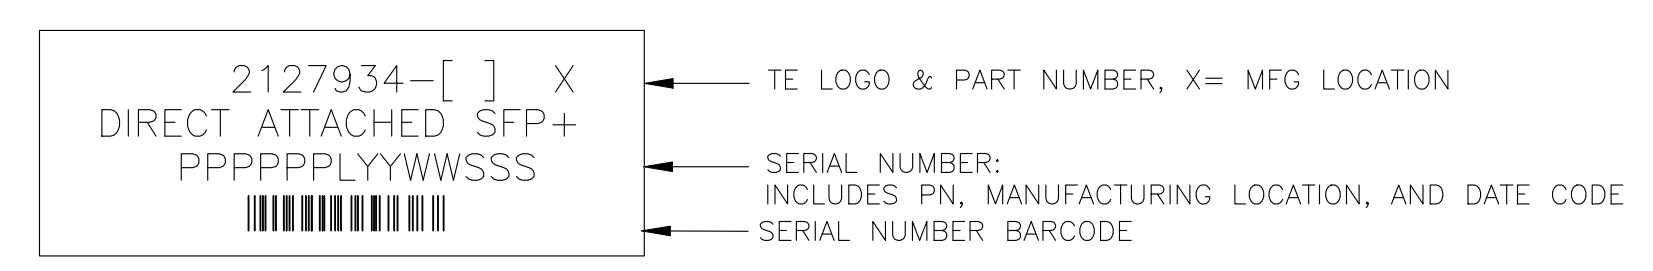 2127934-[ ] X
TE LOGO & PART NUMBER, X= MFG LOCATION
DIRECT ATTACHED SFP+
PPPPPPLYYWWSSS
SERIAL NUMBER:
INCLUDES PN, MANUFACTURING LOCATION, AND DATE CODE
SERIAL NUMBER BARCODE